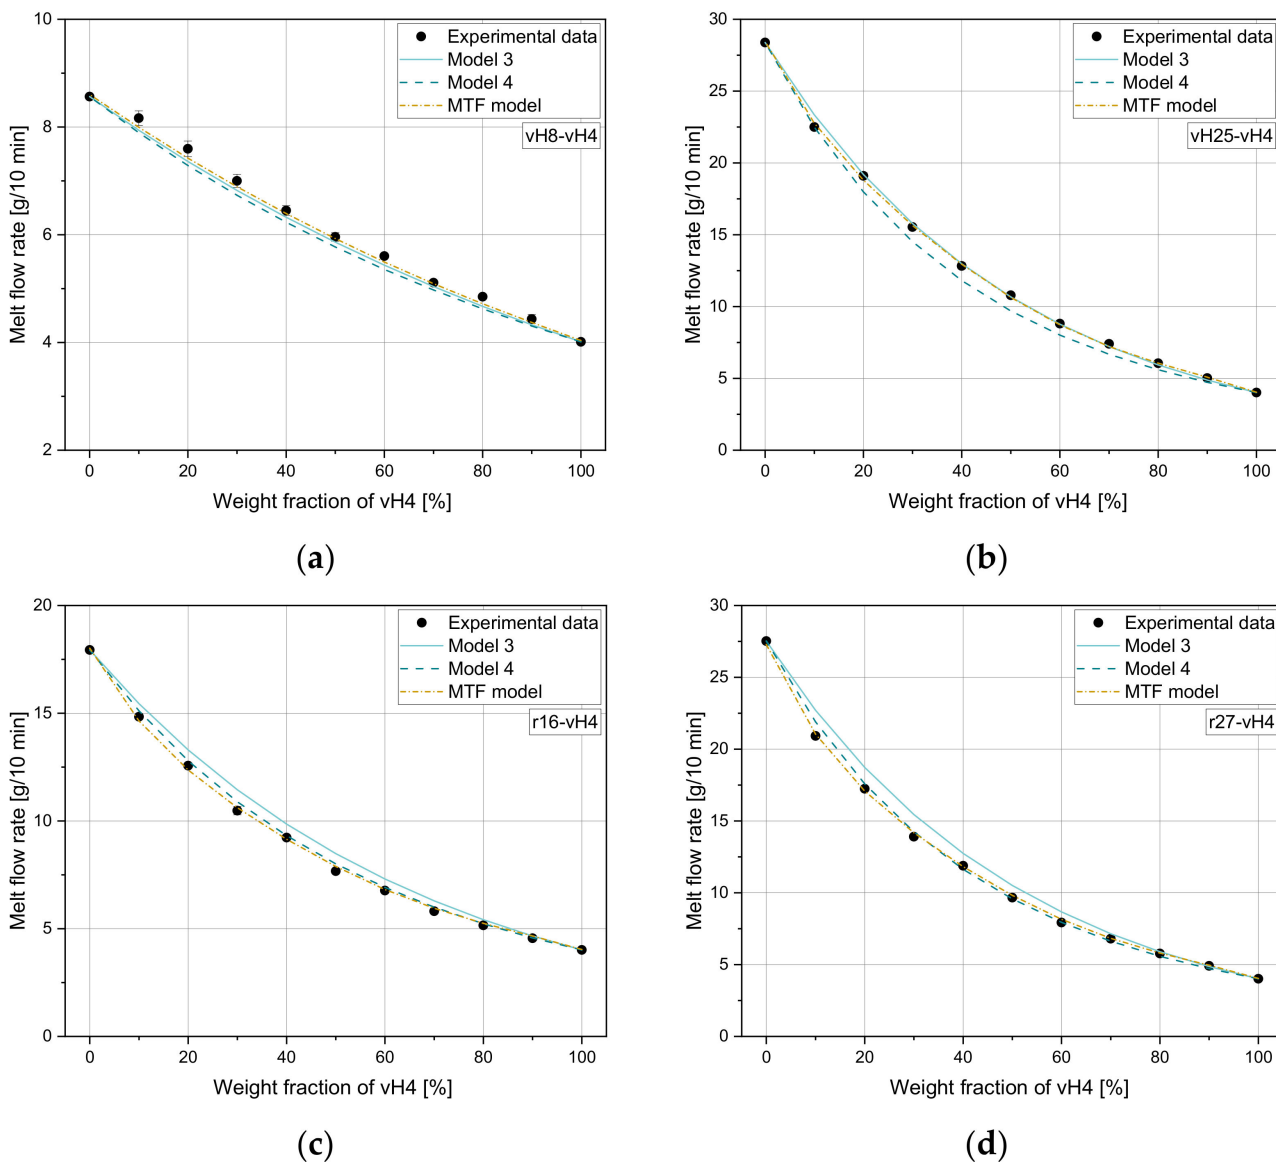 10
8
6
4
2
Melt flow rate [g/10 min]
Experimental data
Model 3
Model 4
MTF model
vH8-vH4
0 20 40 60 80 100
Weight fraction of vH4 [%]
(a)
30
25
20
15
10
5
0
Melt flow rate [g/10 min]
Experimental data
Model 3
Model 4
MTF model
vH25-vH4
0 20 40 60 80 100
Weight fraction of vH4 [%]
(b)
20
15
10
5
0
Melt flow rate [g/10 min]
Experimental data
Model 3
Model 4
MTF model
r16-vH4
0 20 40 60 80 100
Weight fraction of vH4 [%]
(c)
30
25
20
15
10
5
0
Melt flow rate [g/10 min]
Experimental data
Model 3
Model 4
MTF model
r27-vH4
0 20 40 60 80 100
Weight fraction of vH4 [%]
(d)